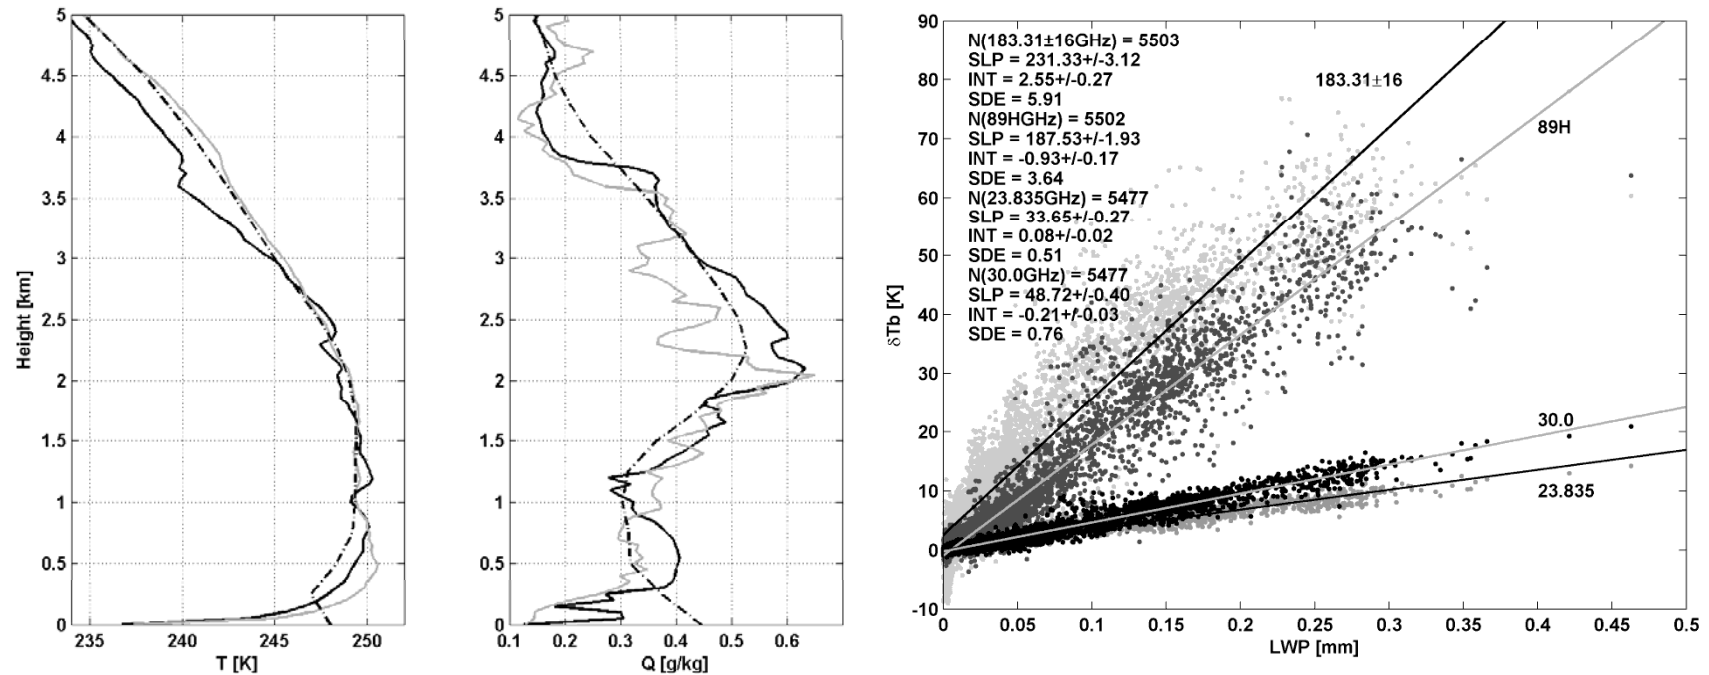 5
4.5
4
3.5
3
2.5
2
1.5
1
0.5
0
Height [km]
235
240
245
250
T [K]
5
4.5
4
3.5
3
2.5
2
1.5
1
0.5
0
0.1
0.2
0.3
0.4
0.5
0.6
Q [g/kg]
90
80
70
60
50
40
30
20
10
0
-10
δTb [K]
N(183.31±16GHz) = 5503
SLP = 231.33+/-3.12
INT = 2.55+/-0.27
SDE = 5.91
N(89HGHz) = 5502
SLP = 187.53+/-1.93
INT = -0.93+/-0.17
SDE = 3.64
N(23.835GHz) = 5477
SLP = 33.65+/-0.27
INT = 0.08+/-0.02
SDE = 0.51
N(30.0GHz) = 5477
SLP = 48.72+/-0.40
INT = -0.21+/-0.03
SDE = 0.76
183.31±16
89H
30.0
23.835
0
0.05
0.1
0.15
0.2
0.25
0.3
0.35
0.4
0.45
0.5
LWP [mm]